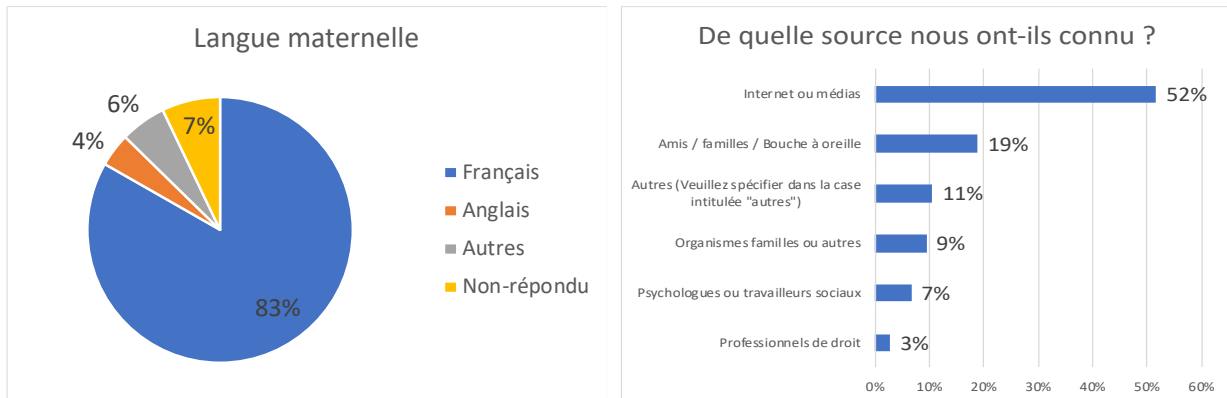 Langue maternelle
6%
7%
4%
83%
Français
Anglais
Autres
Non-répondu
De quelle source nous ont-ils connu ?
Internet ou médias
52%
Amis / familles / Bouche à oreille
19%
Autres (Veuillez spécifier dans la case
intitulée "autres")
11%
Organismes familles ou autres
9%
Psychologues ou travailleurs sociaux
7%
Professionnels de droit
3%
0% 10% 20% 30% 40% 50% 60%